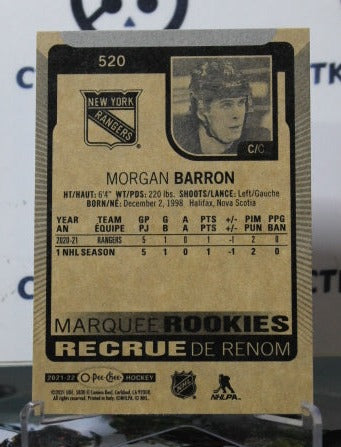 520
NEW YORK
RANGERS
C/C
MORGAN BARRON
HT/HAUT: 6'4" WT/PDS: 220 lbs. SHOOTS/LANCE: Left/Gauche
BORN/NÉ: December 2, 1998 Halifax, Nova Scotia
YEAR TEAM GP G A PTS +/- PIM PPG
AN ÉQUIPE PJ B A PTS +/- PUN BAN
2020-21 RANGERS 5 1 0 1 -1 2 0
1 NHL SEASON 5 1 0 1 -1 2 0
MARQUEE ROOKIES
RECRUE DE RENOM
2021-22 O-Pee-Chee HOCKEY
NHL
NHLPA